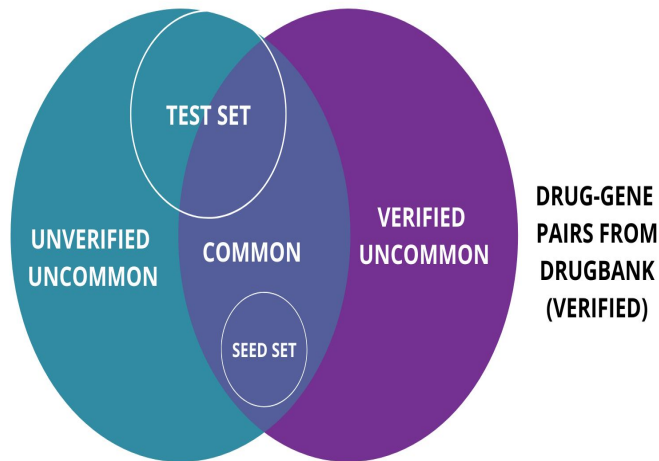 TEST SET
UNVERIFIED
UNCOMMON
COMMON
SEED SET
VERIFIED
UNCOMMON
DRUG-GENE
PAIRS FROM
DRUGBANK
(VERIFIED)